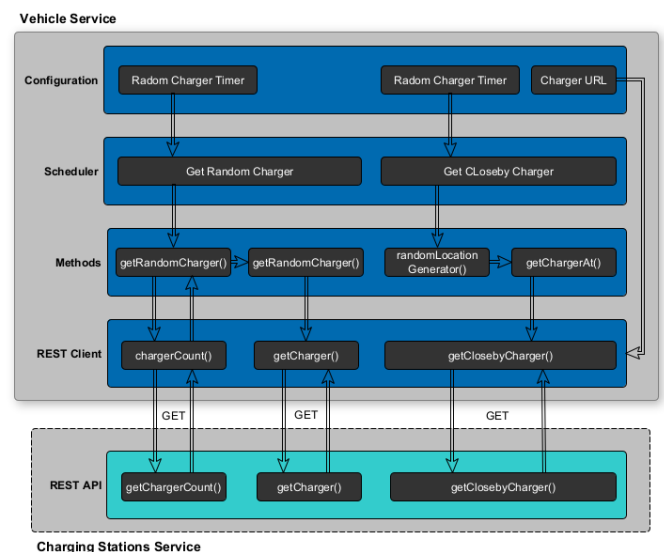 Vehicle Service
Configuration
Radom Charger Timer
Radom Charger Timer
Charger URL
Scheduler
Get Random Charger
Get CLoseby Charger
Methods
getRandomCharger()
getRandomCharger()
randomLocation
Generator()
getChargerAt()
REST Client
chargerCount()
getCharger()
getClosebyCharger()
GET
GET
GET
REST API
getChargerCount()
getCharger()
getClosebyCharger()
Charging Stations Service